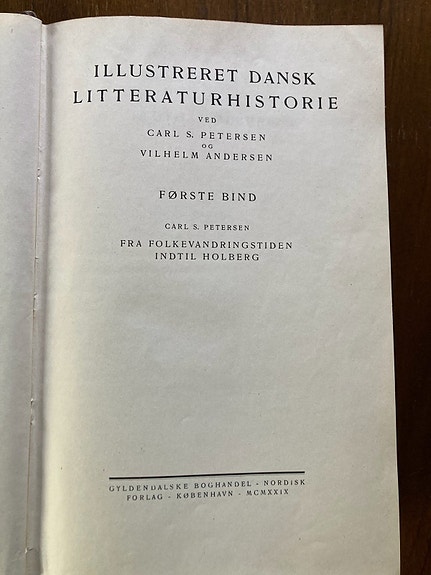 ILLUSTRERET DANSK
LITTERATURHISTORIE
VED
CARL S. PETERSEN
OG
VILHELM ANDERSEN
FØRSTE BIND
CARL S. PETERSEN
FRA FOLKEVANDRINGSTIDEN
INDTIL HOLBERG
GYLDENDALSKE BOGHANDEL - NORDISK
FORLAG - KØBENHAVN - MCMXXIX